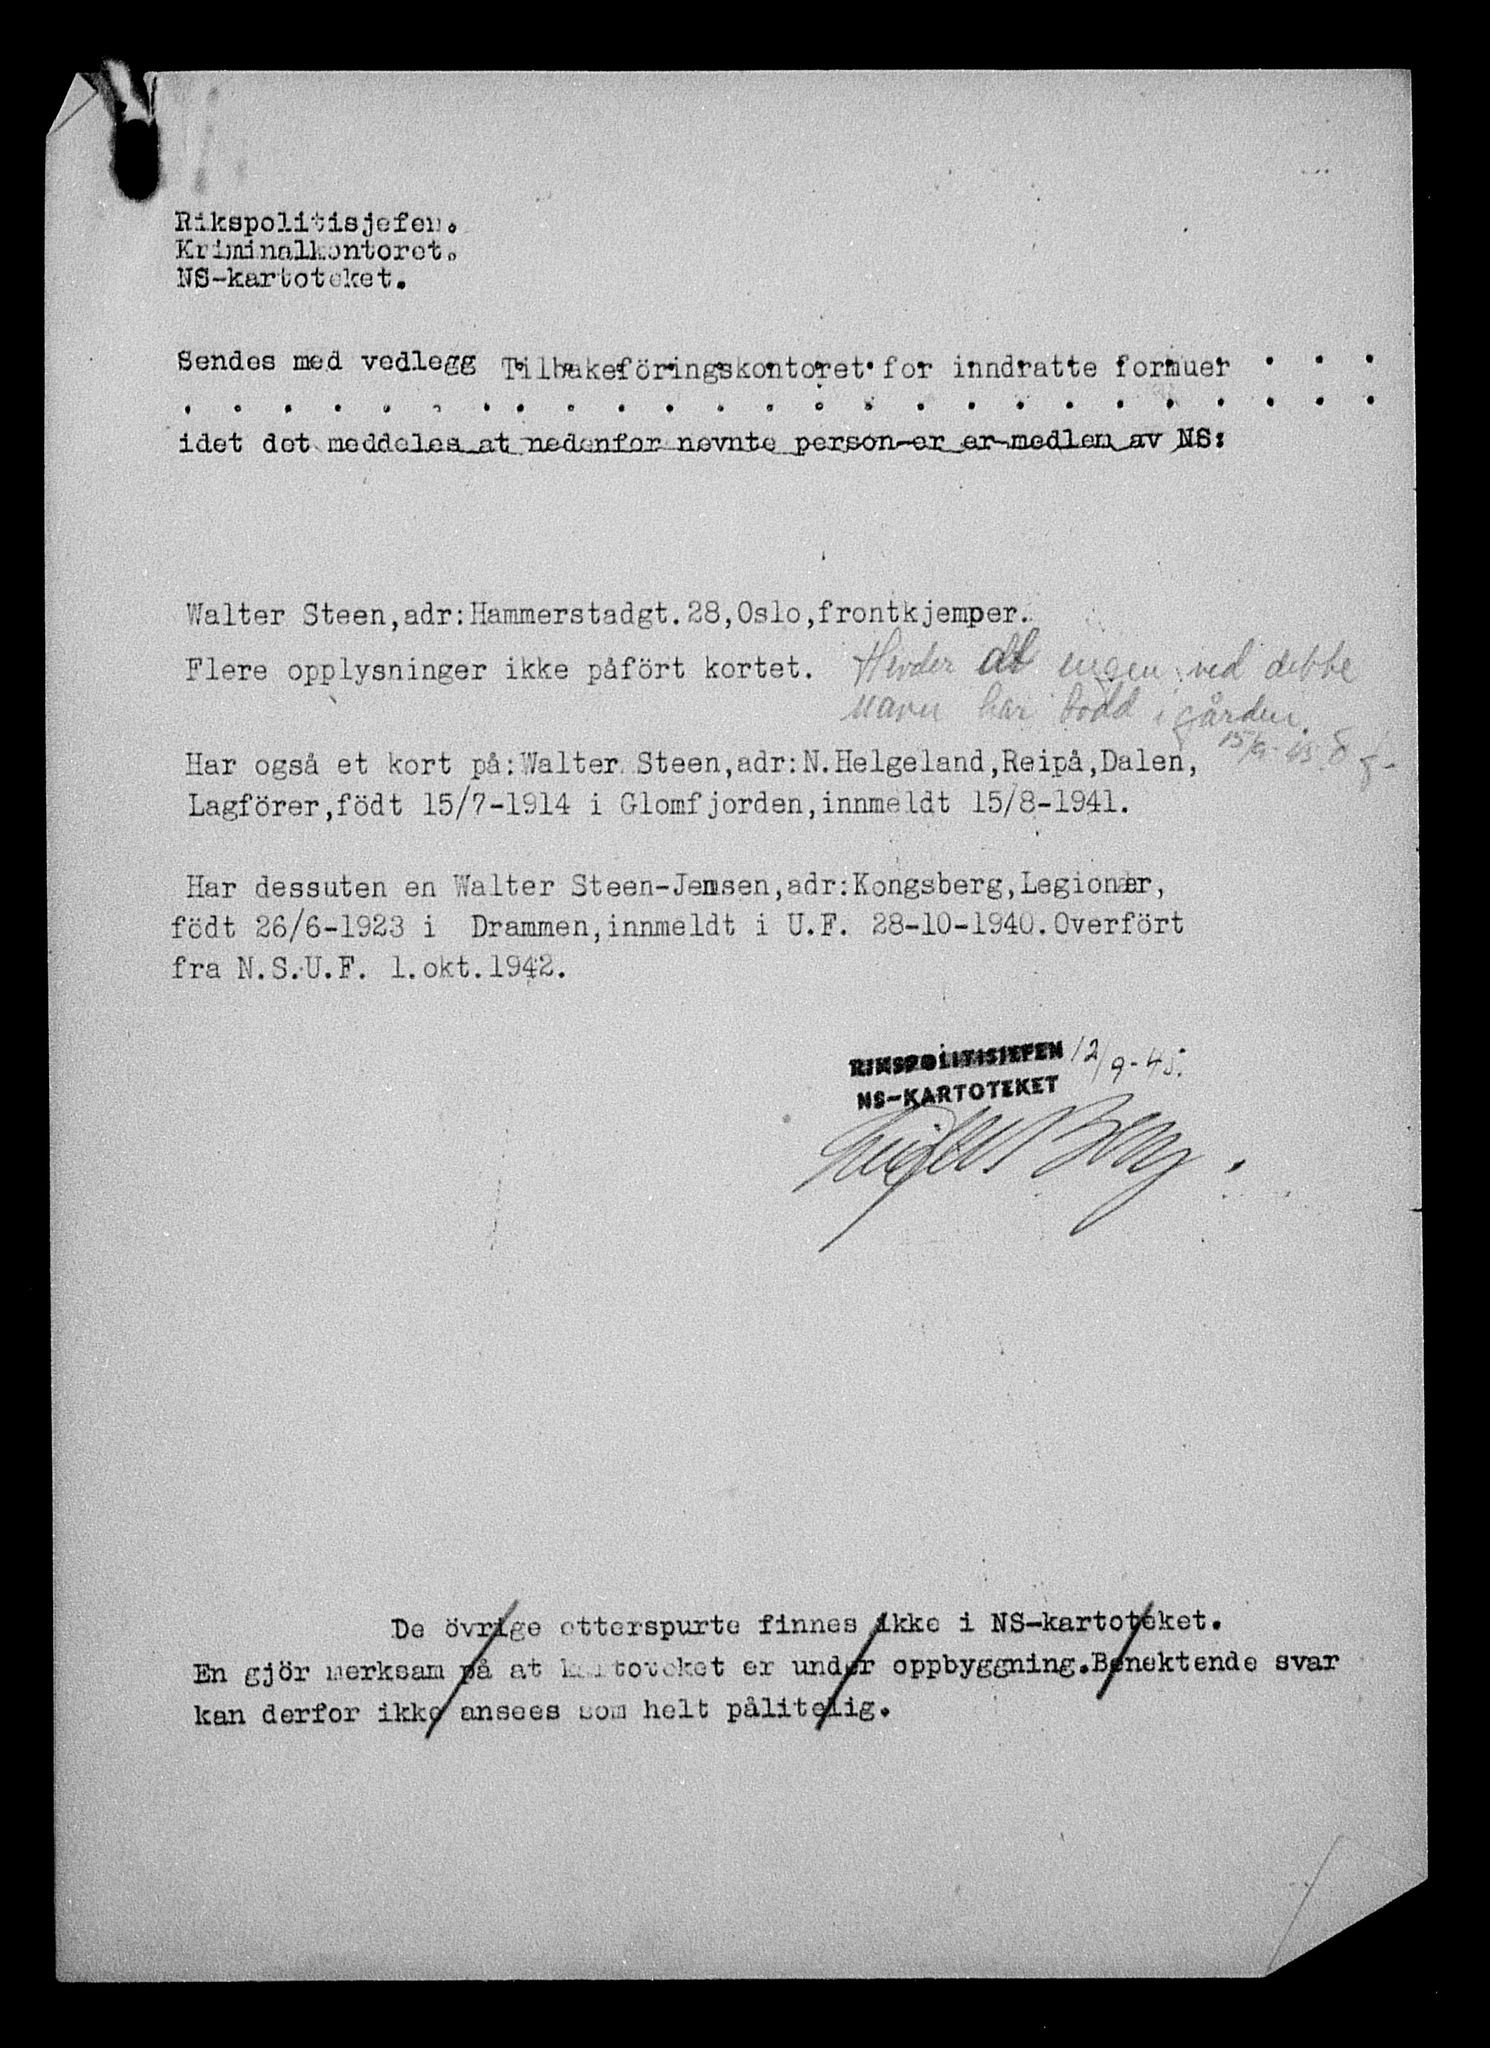 Rikspolitisjefen.
Kriminalkontoret.
NS-kartoteket.
Sendes med vedlegg Tilbakeföringskontoret for inndratte formuer . . .
. . . . . . . . . . . . . . . . . . . . . . . .
idet det meddeles at nedenfor nevnte person-er er medlem av NS:
Walter Steen,adr:Hammerstadgt.28,Oslo,frontkjemper.
Flere opplysninger ikke påfört kortet.
Hevder at ingen ved dette
navn har bodd i gården.
15/9-45.
Har også et kort på:Walter Steen,adr:N.Helgeland,Reipå,Dalen,
Lagförer,födt 15/7-1914 i Glomfjorden,innmeldt 15/8-1941.
Har dessuten en Walter Steen-Jensen,adr:Kongsberg,Legionær,
födt 26/6-1923 i Drammen,innmeldt i U.F. 28-10-1940.Overfört
fra N.S.U.F. 1.okt.1942.
RIKSPOLITISJEFEN 12/9-45.
NS-KARTOTEKET
Berg.
De övrige etterspurte finnes ikke i NS-kartoteket.
En gjör merksam på at kartoteket er under oppbyggning.Benektende svar
kan derfor ikke ansees som helt pålitelig.